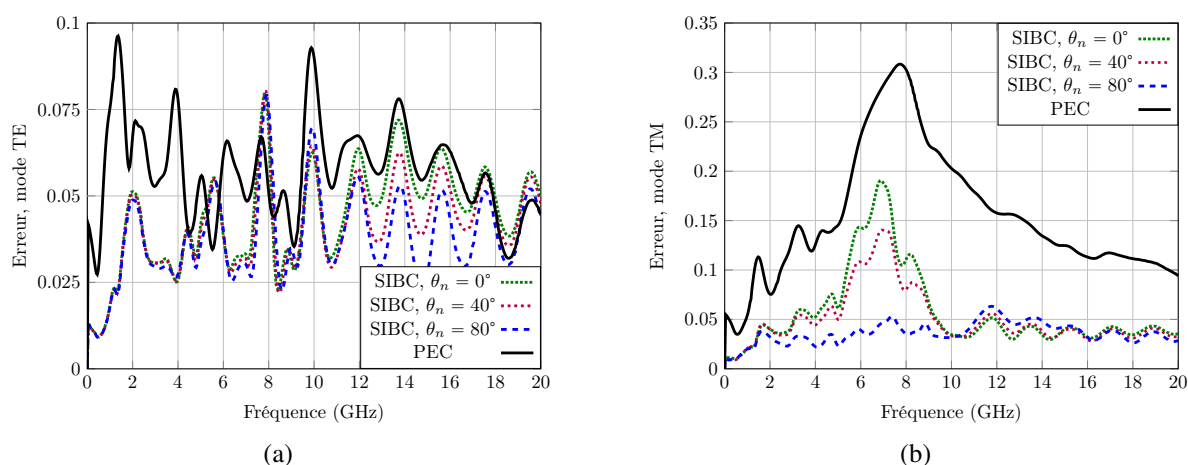 0.1
0.075
0.05
0.025
0
Erreur, mode TE
0 2 4 6 8 10 12 14 16 18 20
Fréquence (GHz)
SIBC, θn = 0°
SIBC, θn = 40°
SIBC, θn = 80°
PEC
(a)
0.35
0.3
0.25
0.2
0.15
0.1
0.05
0
Erreur, mode TM
0 2 4 6 8 10 12 14 16 18 20
Fréquence (GHz)
SIBC, θn = 0°
SIBC, θn = 40°
SIBC, θn = 80°
PEC
(b)